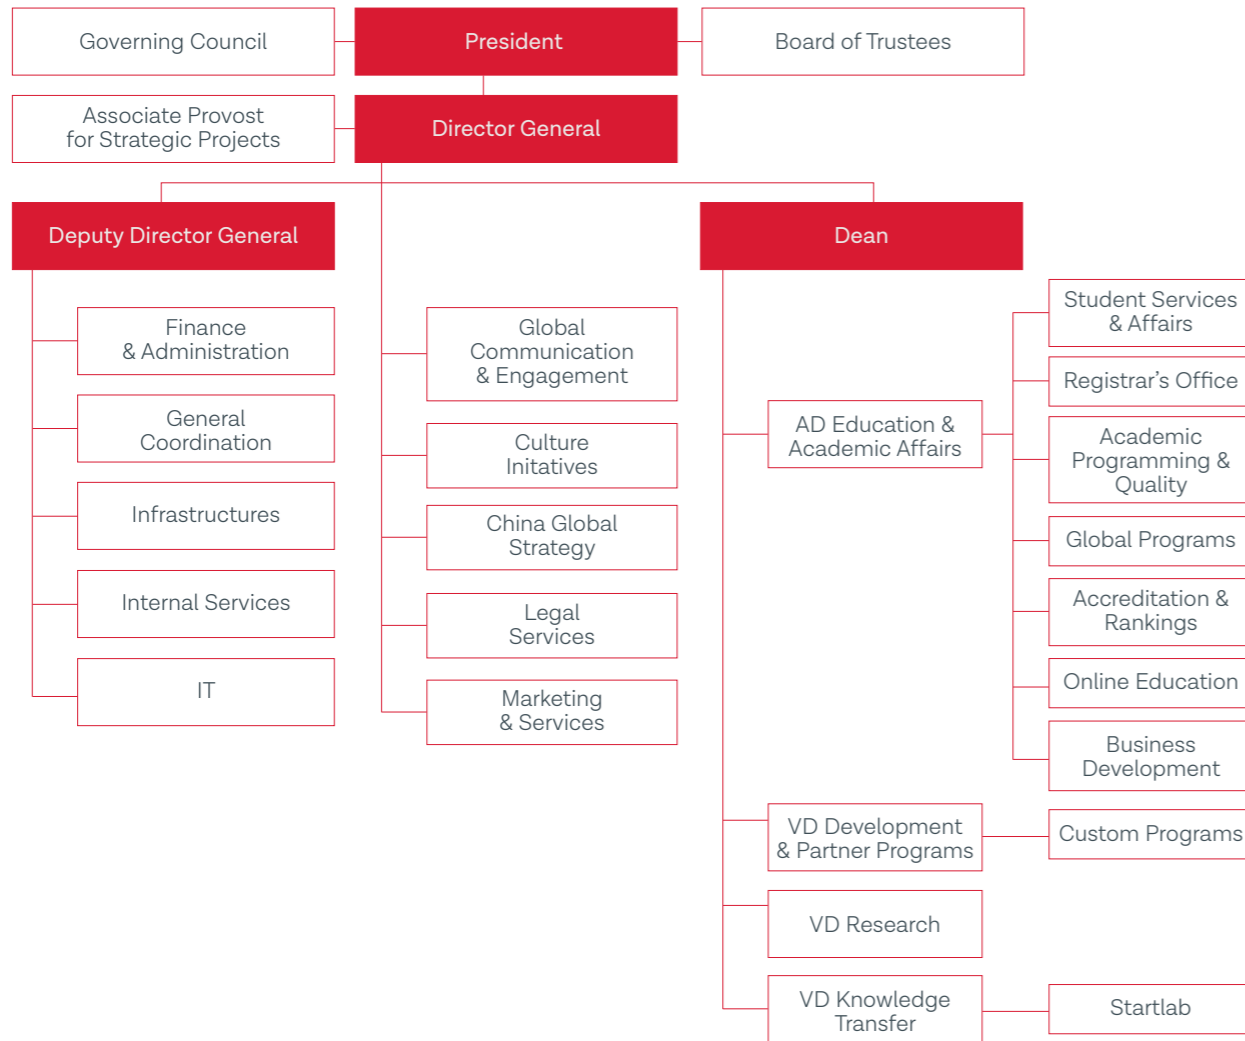 Governing Council
President
Board of Trustees
Associate Provost
for Strategic Projects
Director General
Deputy Director General
Dean
Finance
& Administration
General
Coordination
Infrastructures
Internal Services
IT
Global
Communication
& Engagement
Culture
Initatives
China Global
Strategy
Legal
Services
Marketing
& Services
AD Education &
Academic Affairs
Student Services
& Affairs
Registrar’s Office
Academic
Programming &
Quality
Global Programs
Accreditation &
Rankings
Online Education
Business
Development
VD Development
& Partner Programs
Custom Programs
VD Research
VD Knowledge
Transfer
Startlab